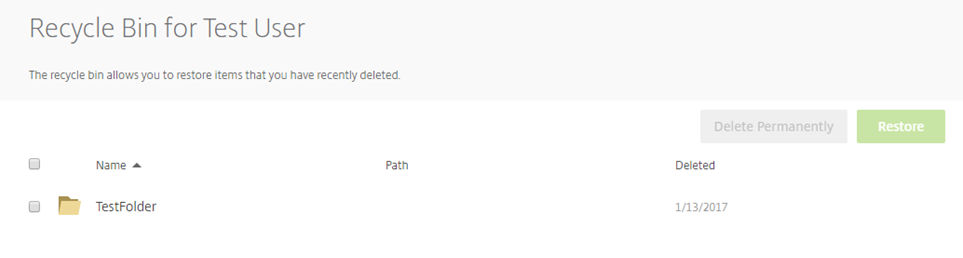 Recycle Bin for Test User
The recycle bin allows you to restore items that you have recently deleted.
Delete Permanently Restore
Name Path Deleted
TestFolder 1/13/2017